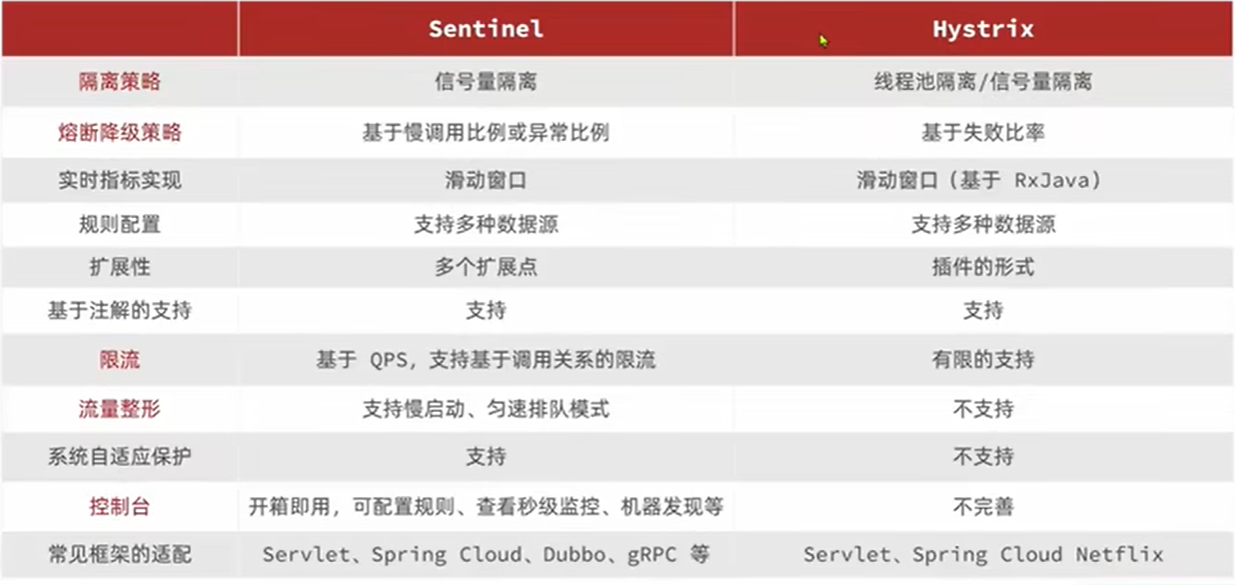 Sentinel Hystrix
隔离策略 信号量隔离 线程池隔离/信号量隔离
熔断降级策略 基于慢调用比例或异常比例 基于失败比率
实时指标实现 滑动窗口 滑动窗口（基于 RxJava）
规则配置 支持多种数据源 支持多种数据源
扩展性 多个扩展点 插件的形式
基于注解的支持 支持 支持
限流 基于 QPS，支持基于调用关系的限流 有限的支持
流量整形 支持慢启动、匀速排队模式 不支持
系统自适应保护 支持 不支持
控制台 开箱即用，可配置规则、查看秒级监控、机器发现等 不完善
常见框架的适配 Servlet、Spring Cloud、Dubbo、gRPC 等 Servlet、Spring Cloud Netflix